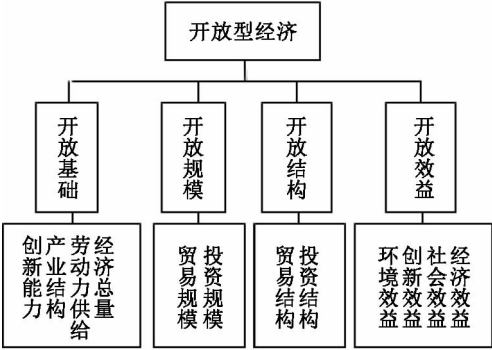 开放型经济
开放基础
开放规模
开放结构
开放效益
经济总量
劳动力供给
产业结构
创新能力
投资规模
贸易规模
投资结构
贸易结构
经济效益
社会效益
创新效益
环境效益